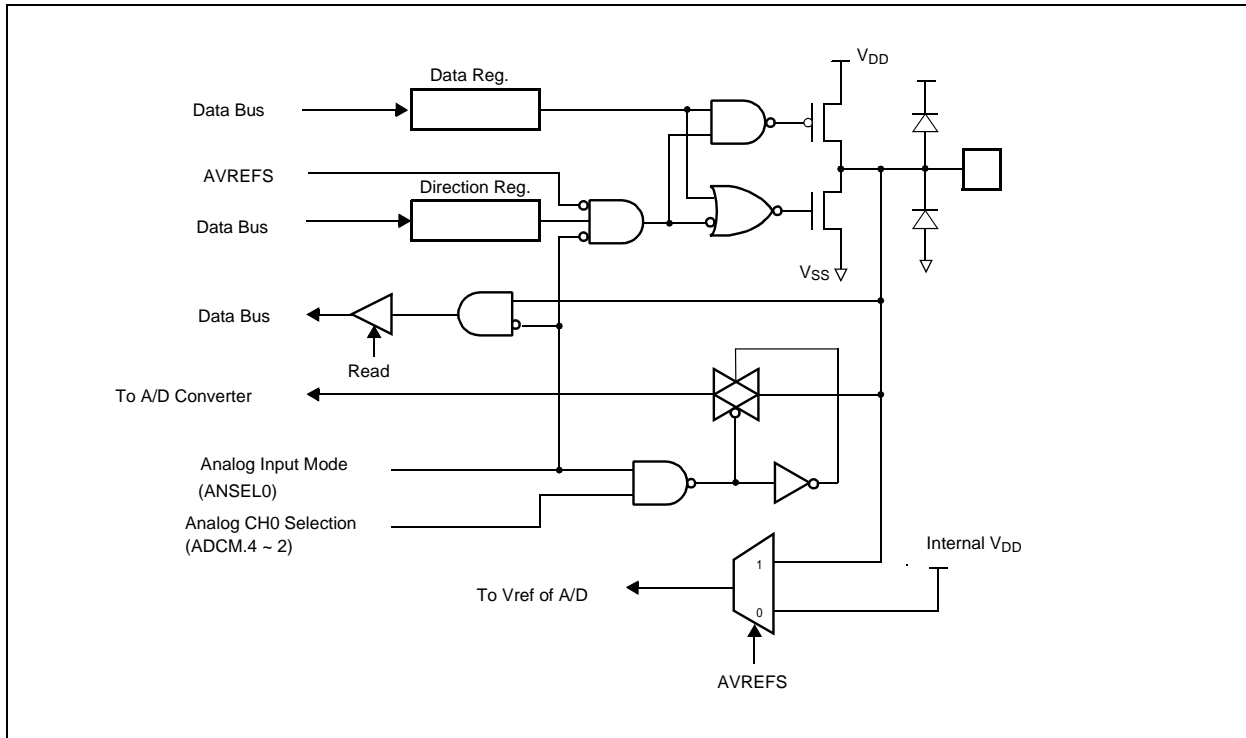 VDD
Data Reg.
Data Bus
AVREFS
Direction Reg.
Data Bus
VSS
Data Bus
Read
To A/D Converter
Analog Input Mode
(ANSEL0)
Analog CH0 Selection
(ADCM.4 ~ 2)
Internal VDD
1
To Vref of A/D
0
AVREFS